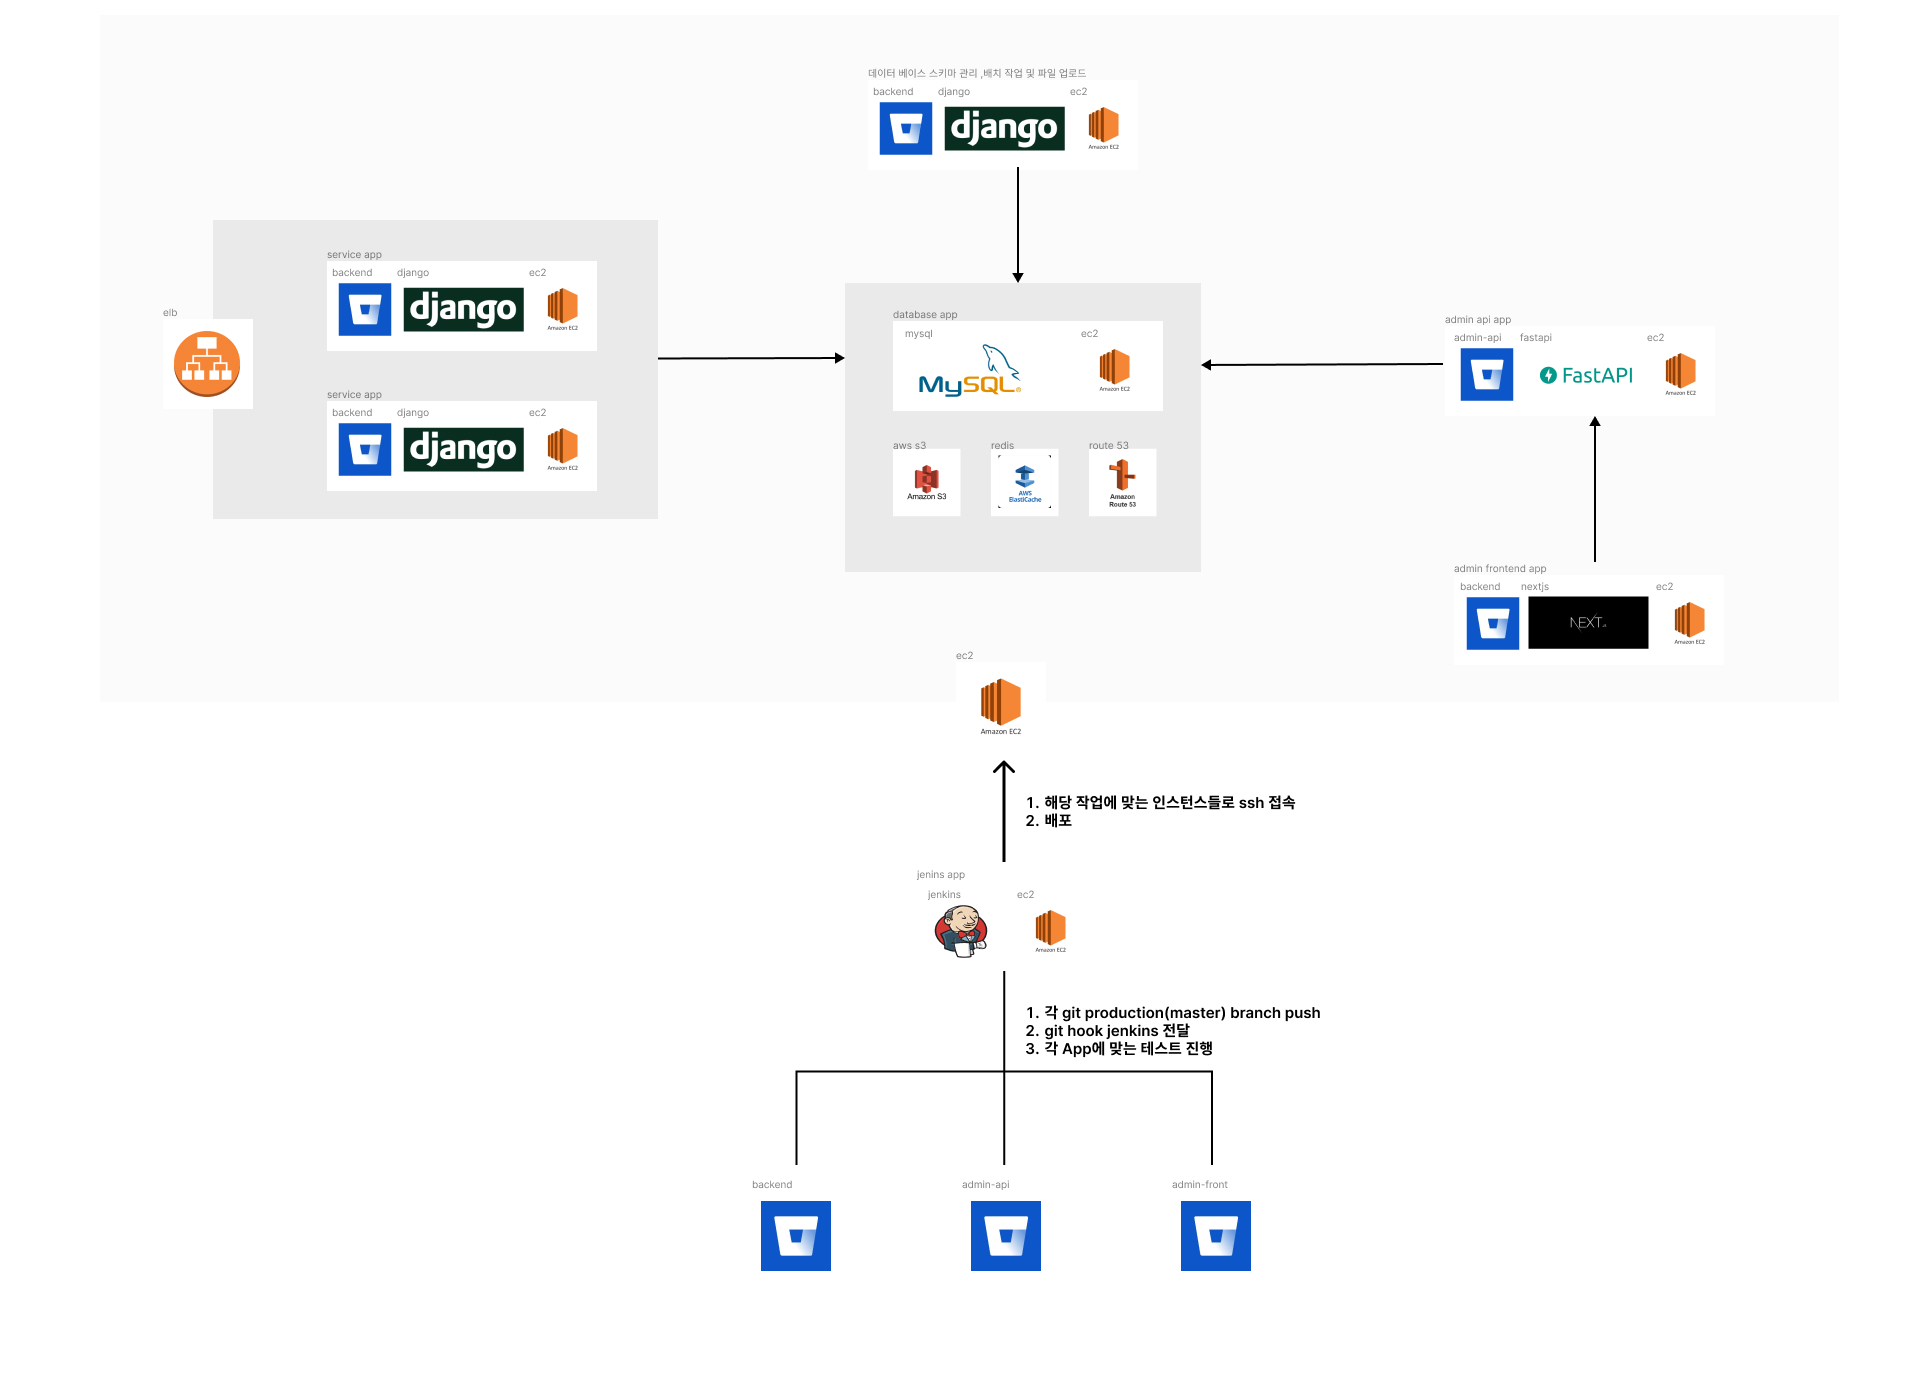 데이터 베이스 스키마 관리 ,배치 작업 및 파일 업로드
backend django ec2
django
Amazon EC2
service app
backend django ec2
django
Amazon EC2
elb
service app
backend django ec2
django
Amazon EC2
database app
mysql ec2
MySQL
Amazon EC2
aws s3 redis route 53
Amazon S3
AWS
ElastiCache
Amazon
Route 53
admin api app
admin-api fastapi ec2
FastAPI
Amazon EC2
admin frontend app
backend nextjs ec2
NEXT.JS
Amazon EC2
ec2
Amazon EC2
1. 해당 작업에 맞는 인스턴스들로 ssh 접속
2. 배포
jenins app
jenkins ec2
Amazon EC2
1. 각 git production(master) branch push
2. git hook jenkins 전달
3. 각 App에 맞는 테스트 진행
backend admin-api admin-front